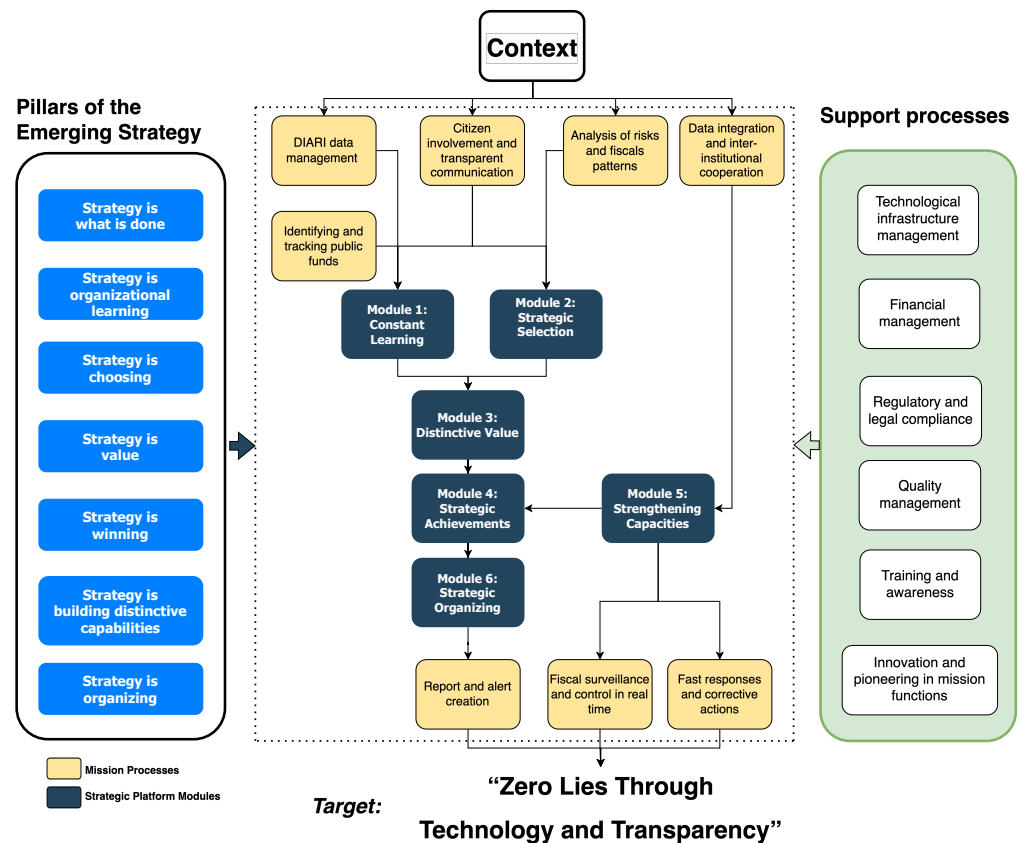 Context
Pillars of the
Emerging Strategy
Strategy is
what is done
Strategy is
organizational
learning
Strategy is
choosing
Strategy is
value
Strategy is
winning
Strategy is
building distinctive
capabilities
Strategy is
organizing
DIARI data
management
Citizen
involvement and
transparent
communication
Analysis of risks
and fiscals
patterns
Data integration
and inter-
institutional
cooperation
Identifying and
tracking public
funds
Module 1:
Constant
Learning
Module 2:
Strategic
Selection
Module 3:
Distinctive Value
Module 4:
Strategic
Achievements
Module 5:
Strengthening
Capacities
Module 6:
Strategic
Organizing
Report and alert
creation
Fiscal surveillance
and control in real
time
Fast responses
and corrective
actions
Support processes
Technological
infrastructure
management
Financial
management
Regulatory and
legal compliance
Quality
management
Training and
awareness
Innovation and
pioneering in mission
functions
Mission Processes
Strategic Platform Modules
Target:
“Zero Lies Through
Technology and Transparency”